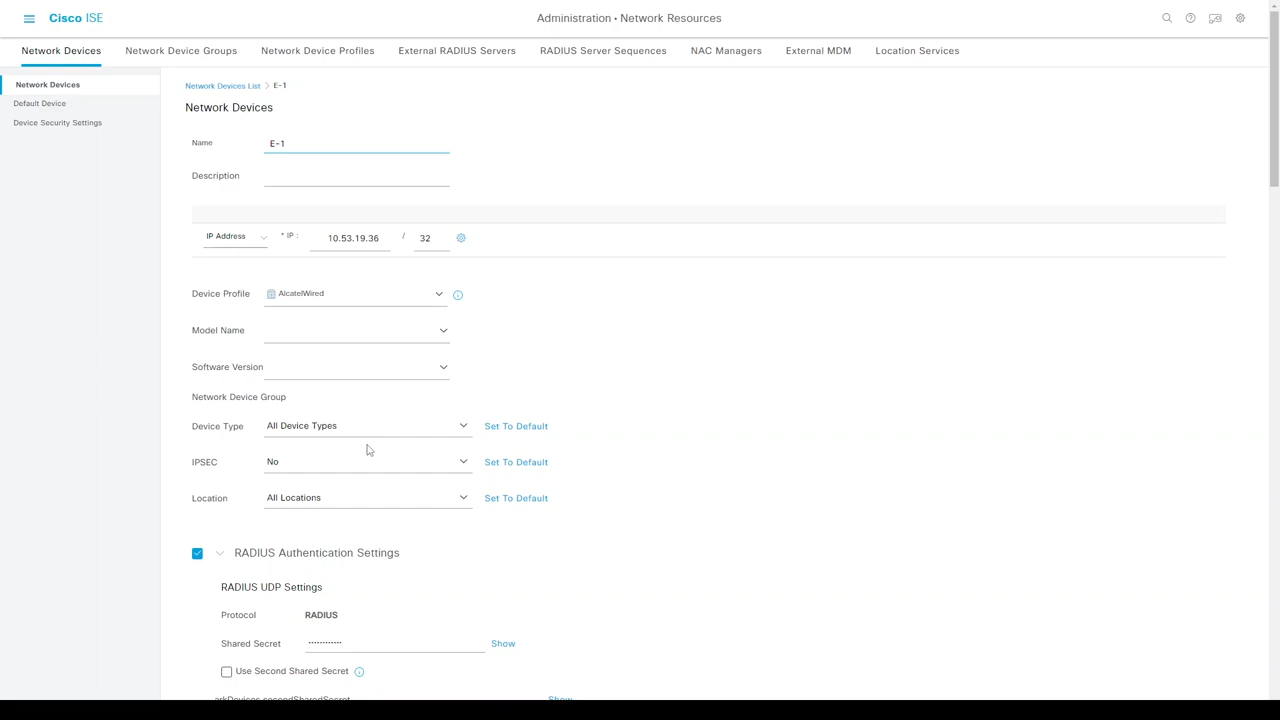 Cisco ISE
Administration • Network Resources
Network Devices
Network Device Groups
Network Device Profiles
External RADIUS Servers
RADIUS Server Sequences
NAC Managers
External MDM
Location Services
Network Devices
Default Device
Device Security Settings
Network Devices List > E-1
Network Devices
Name E-1
Description
IP Address * IP : 10.53.19.36 / 32
Device Profile AlcatelWired
Model Name
Software Version
Network Device Group
Device Type All Device Types Set To Default
IPSEC No Set To Default
Location All Locations Set To Default
RADIUS Authentication Settings
RADIUS UDP Settings
Protocol RADIUS
Shared Secret ············ Show
Use Second Shared Secret